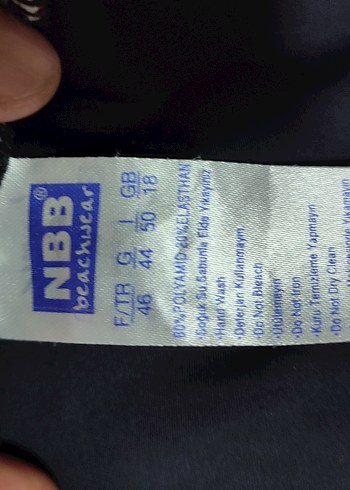 NBB®
beachwear
F/TR G I GB
46 44 50 18
80%POLYAMID 20%ELASTHAN
•Soğuk Su,Sabunla Elde Yıkayınız
•Hand Wash
•Deterjan Kullanmayın
•Do Not Bleach
•Ütülemeyin
•Do Not Iron
•Kuru Temizleme Yapmayın
•Do Not Dry Clean